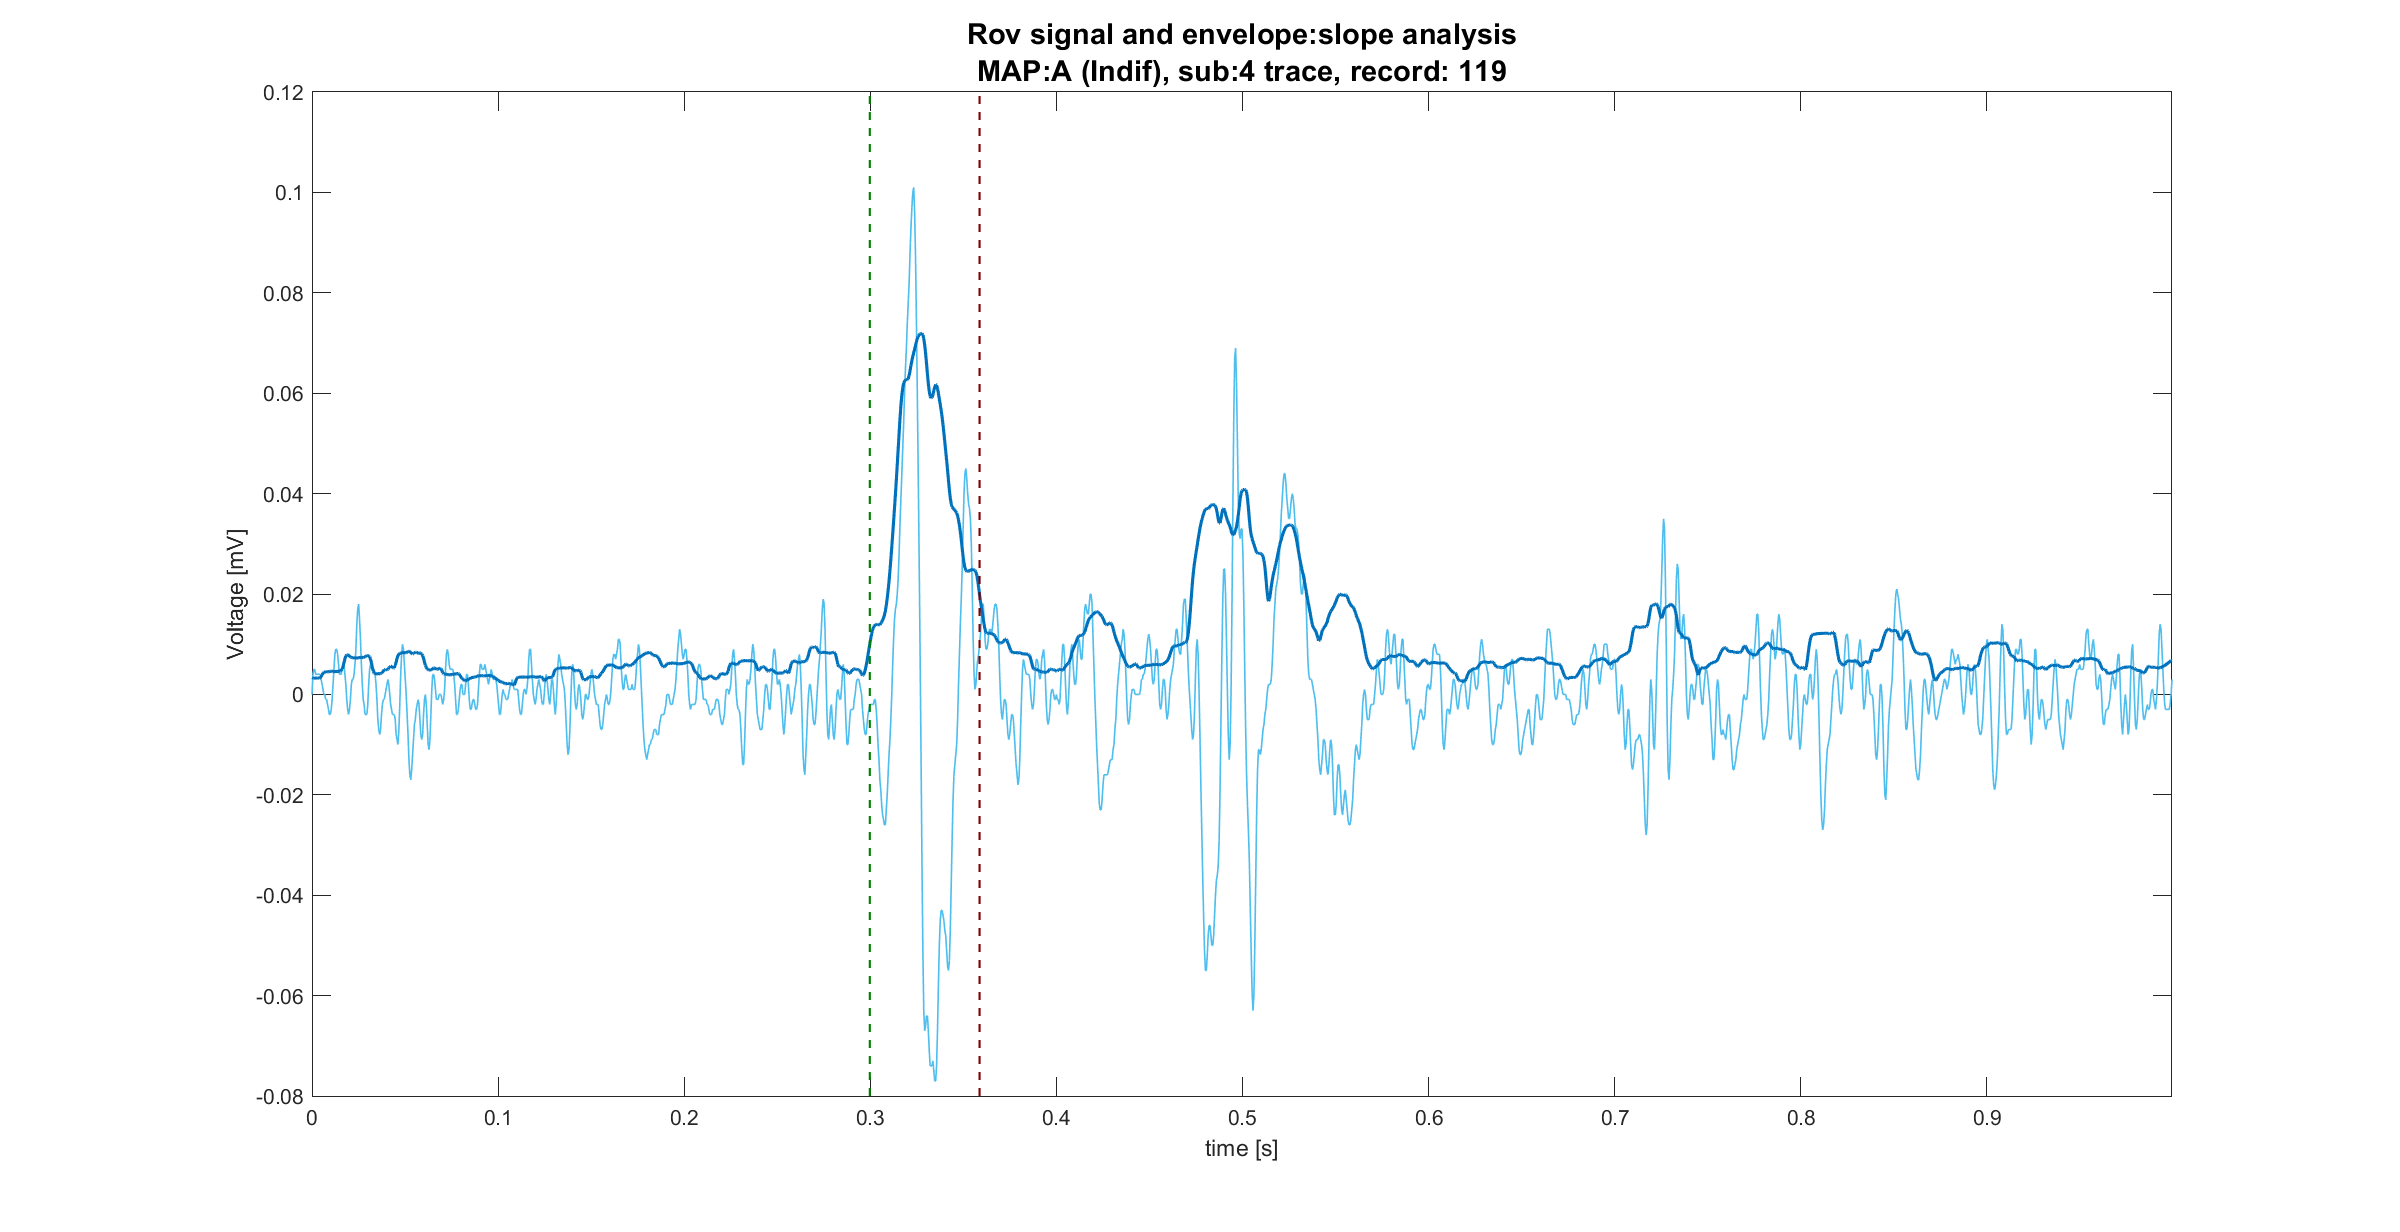 Rov signal and envelope:slope analysis
MAP:A (Indif), sub:4 trace, record: 119
0.12
0.1
0.08
0.06
0.04
0.02
0
-0.02
-0.04
-0.06
-0.08
Voltage [mV]
0 0.1 0.2 0.3 0.4 0.5 0.6 0.7 0.8 0.9
time [s]